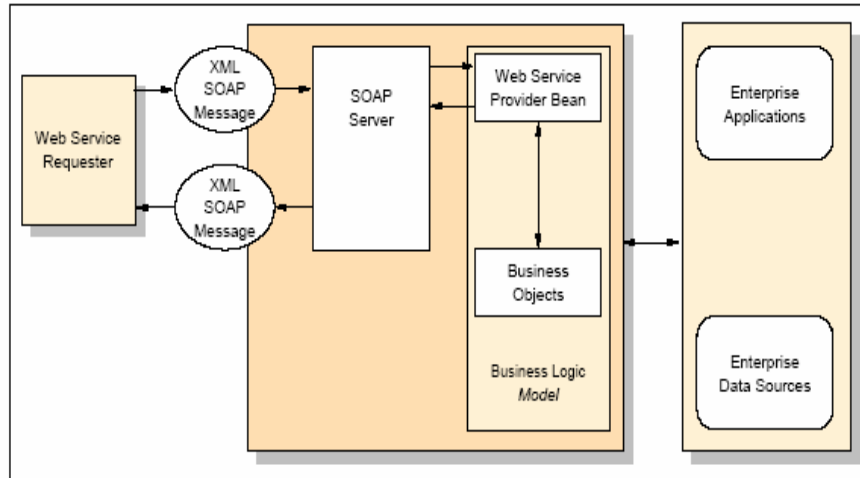 Web Service
Requester
XML
SOAP
Message
XML
SOAP
Message
SOAP
Server
Web Service
Provider Bean
Business
Objects
Business Logic
Model
Enterprise
Applications
Enterprise
Data Sources